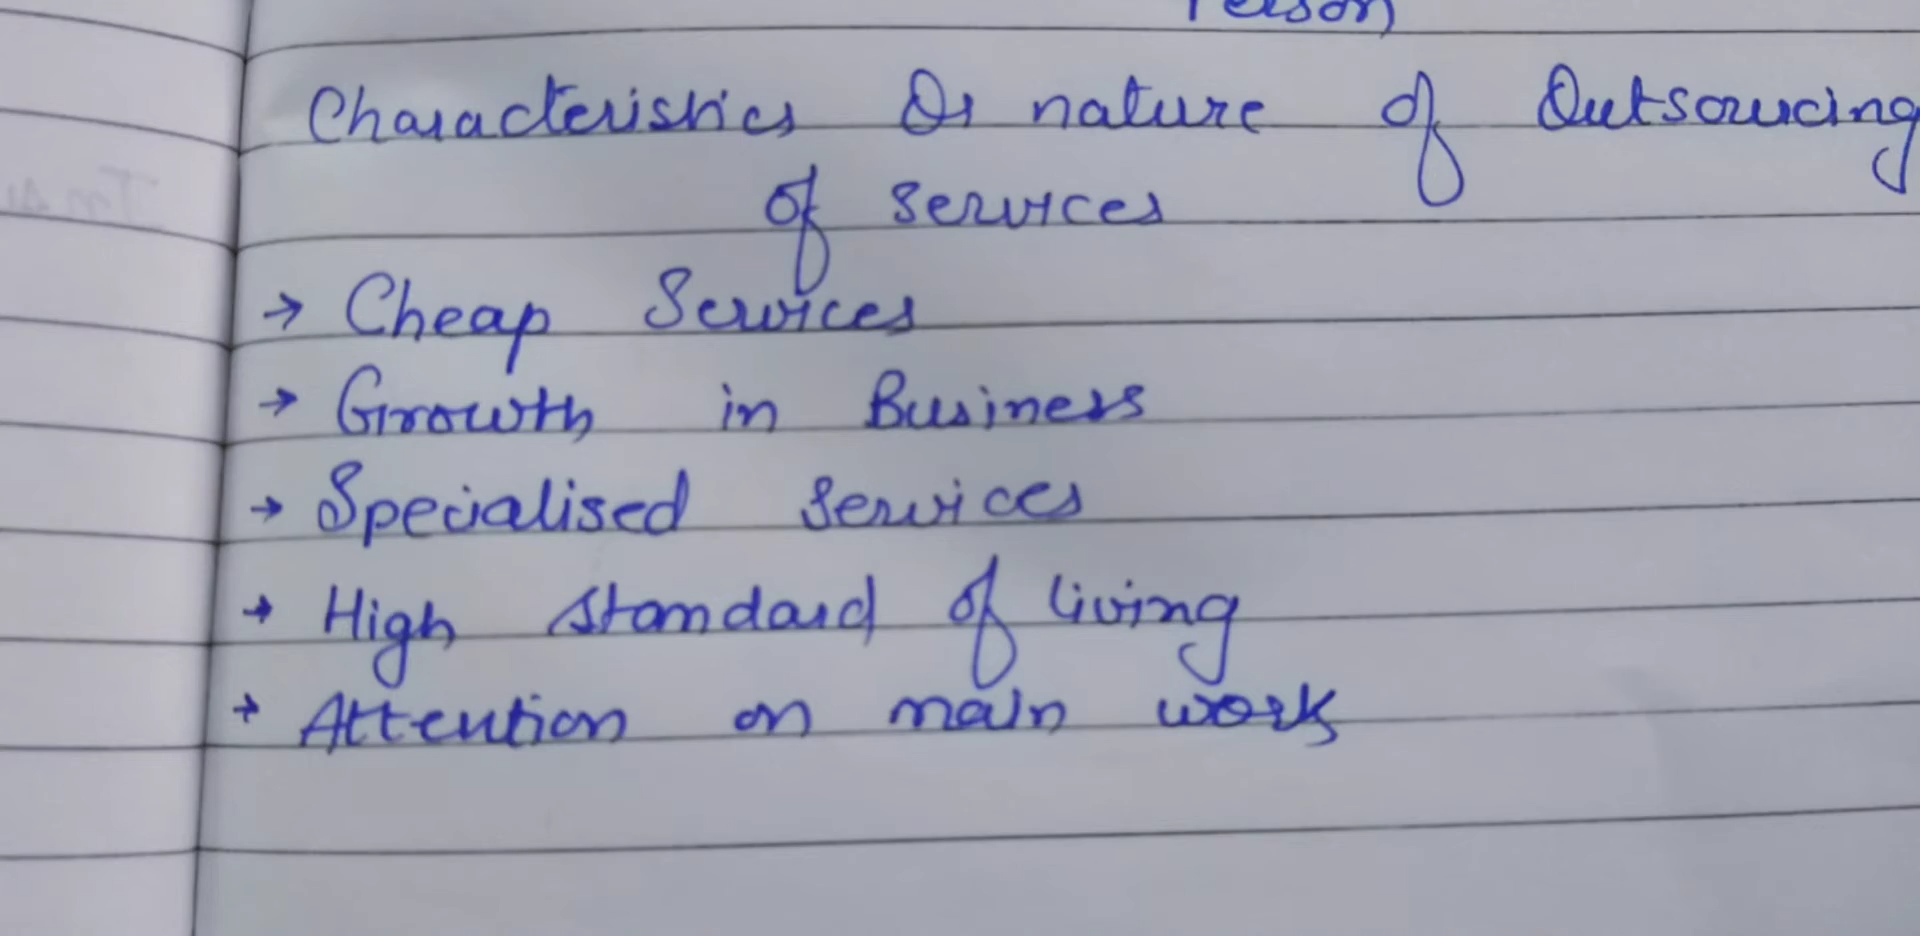 Person
Characteristics Or nature of Outsourcing
of services
→ Cheap Services
→ Growth in Business
→ Specialised Services
→ High standard of living
→ Attention on main work